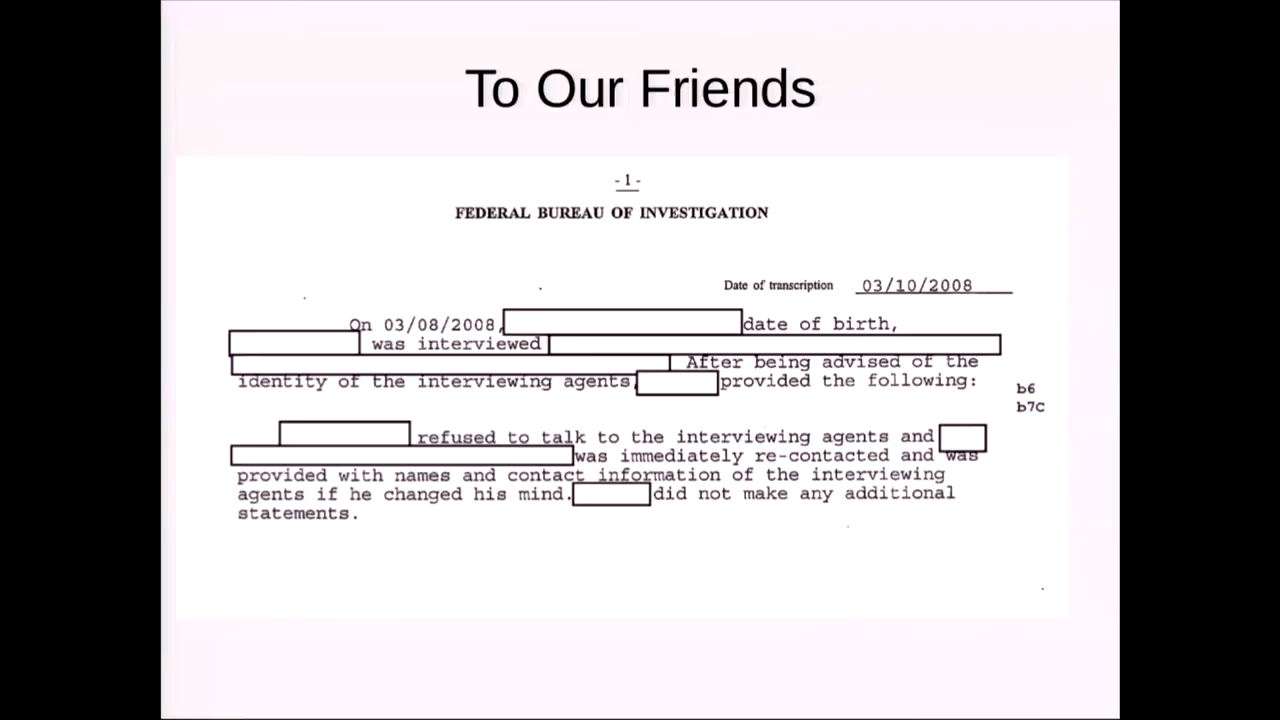 To Our Friends
- 1 -
FEDERAL BUREAU OF INVESTIGATION
Date of transcription 03/10/2008
On 03/08/2008, date of birth,
was interviewed
After being advised of the
identity of the interviewing agents, provided the following:
b6
b7C
refused to talk to the interviewing agents and
was immediately re-contacted and was
provided with names and contact information of the interviewing
agents if he changed his mind. did not make any additional
statements.